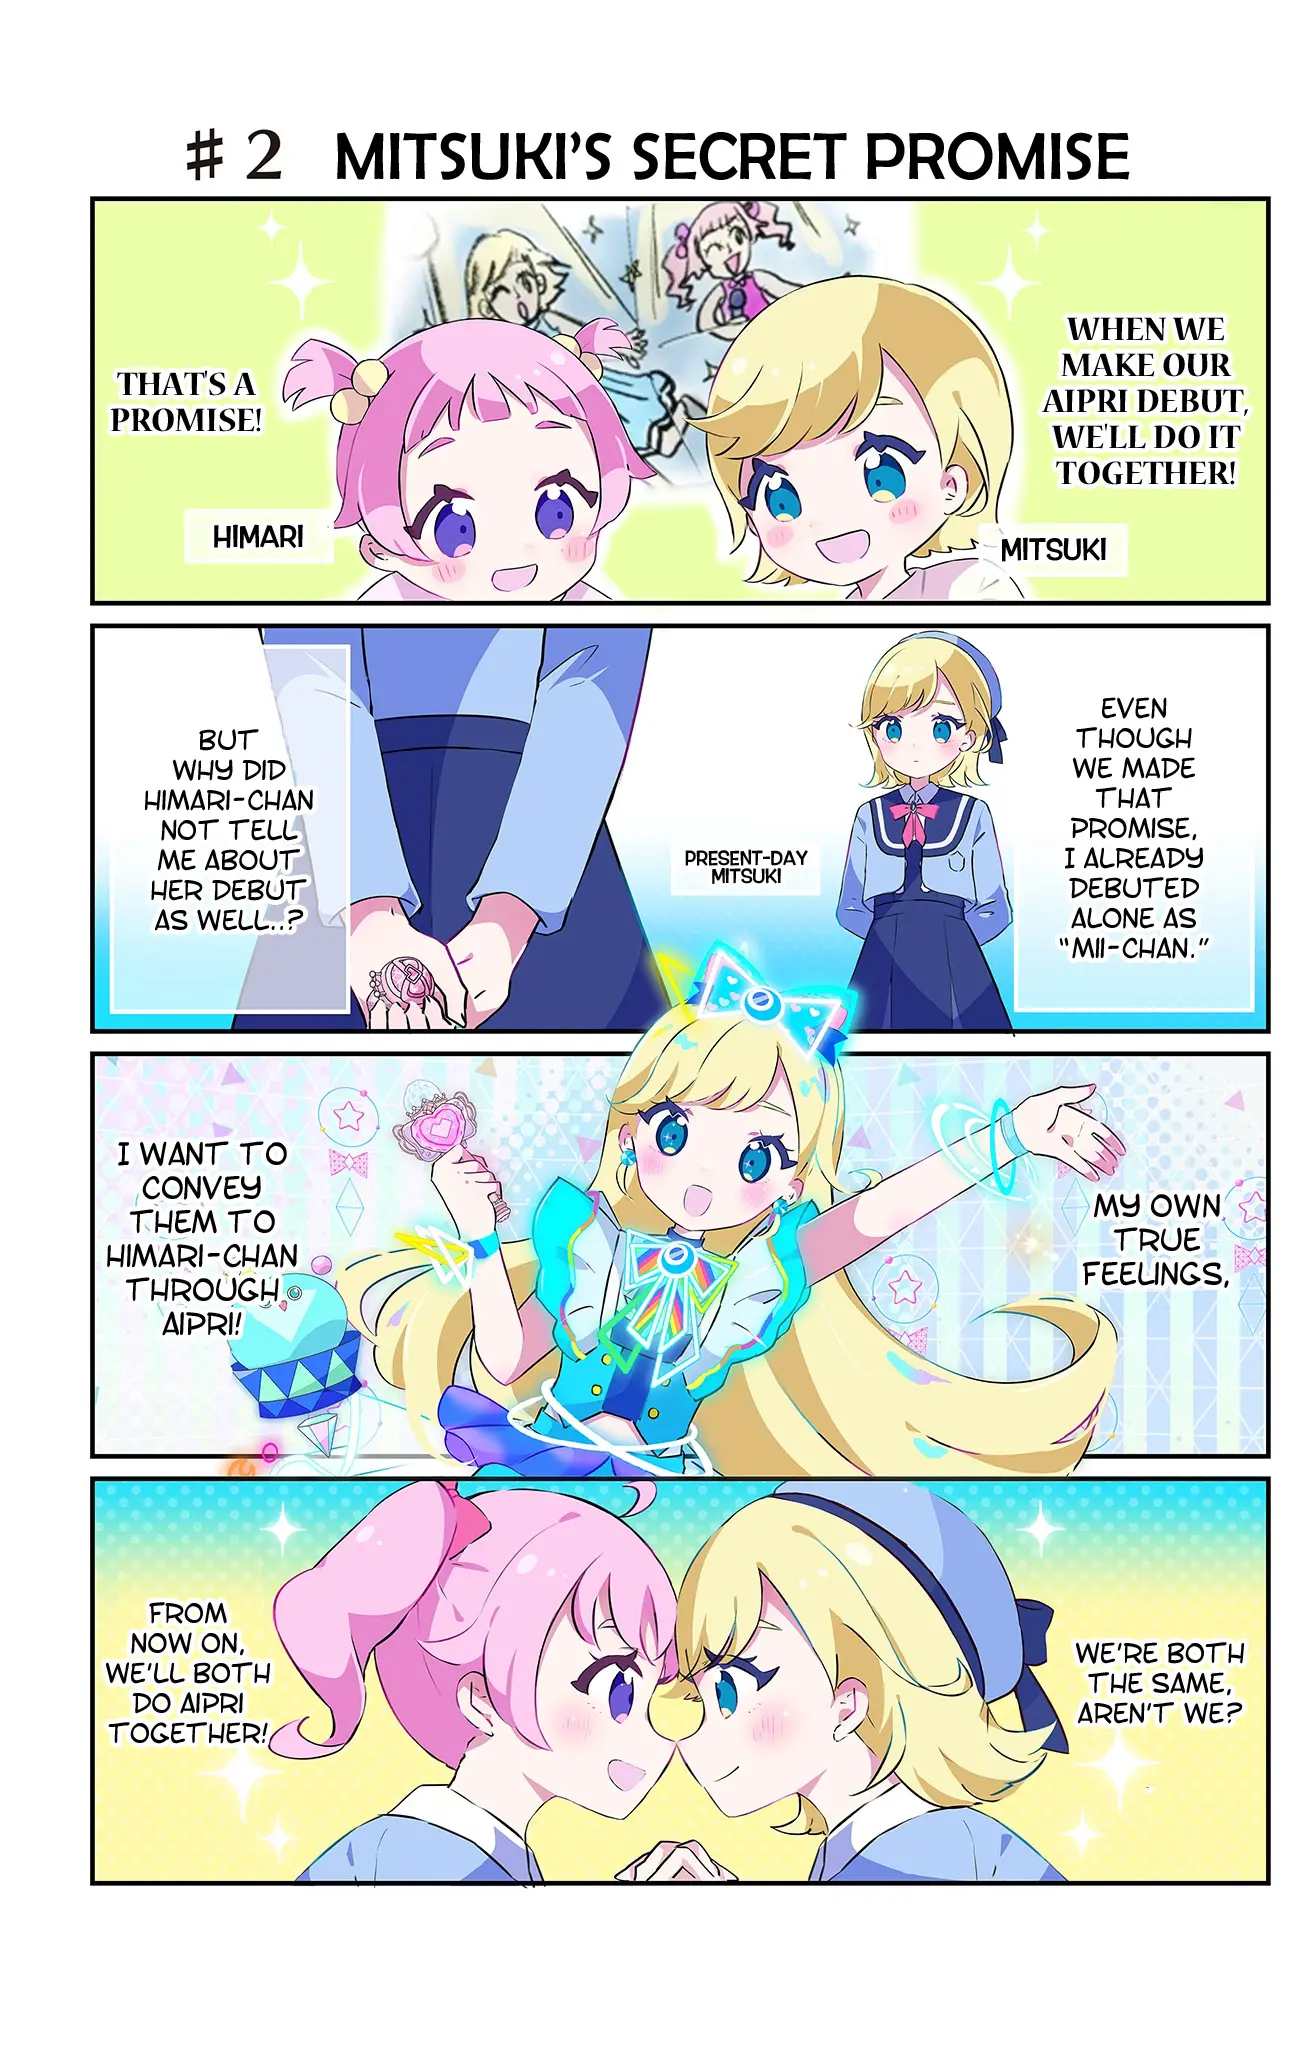 #2 MITSUKI'S SECRET PROMISE
WHEN WE
MAKE OUR
AIPRI DEBUT,
WE'LL DO IT
TOGETHER!
THAT'S A
PROMISE!
HIMARI
MITSUKI
EVEN
THOUGH
WE MADE
THAT
PROMISE,
I ALREADY
DEBUTED
ALONE AS
"MII-CHAN."
PRESENT-DAY
MITSUKI
BUT
WHY DID
HIMARI-CHAN
NOT TELL
ME ABOUT
HER DEBUT
AS WELL..?
MY OWN
TRUE
FEELINGS,
I WANT TO
CONVEY
THEM TO
HIMARI-CHAN
THROUGH
AIPRI!
WE'RE BOTH
THE SAME,
AREN'T WE?
FROM
NOW ON,
WE'LL BOTH
DO AIPRI
TOGETHER!